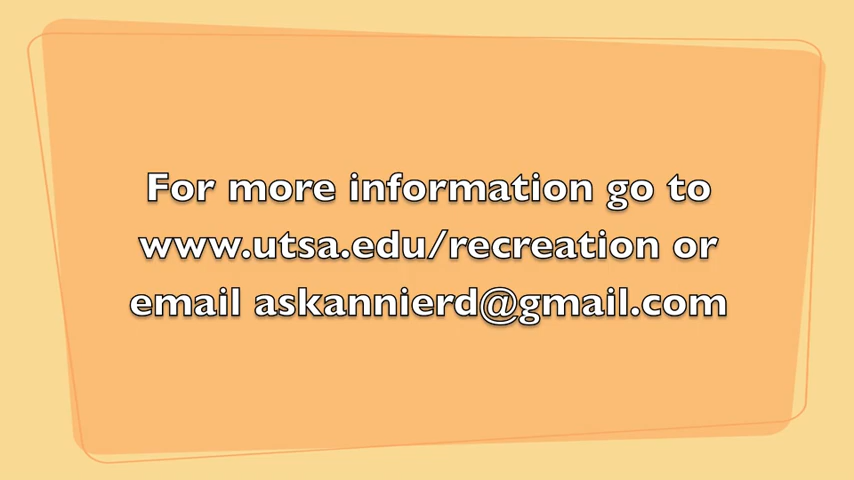 For more information go to
www.utsa.edu/recreation or
email askannierd@gmail.com